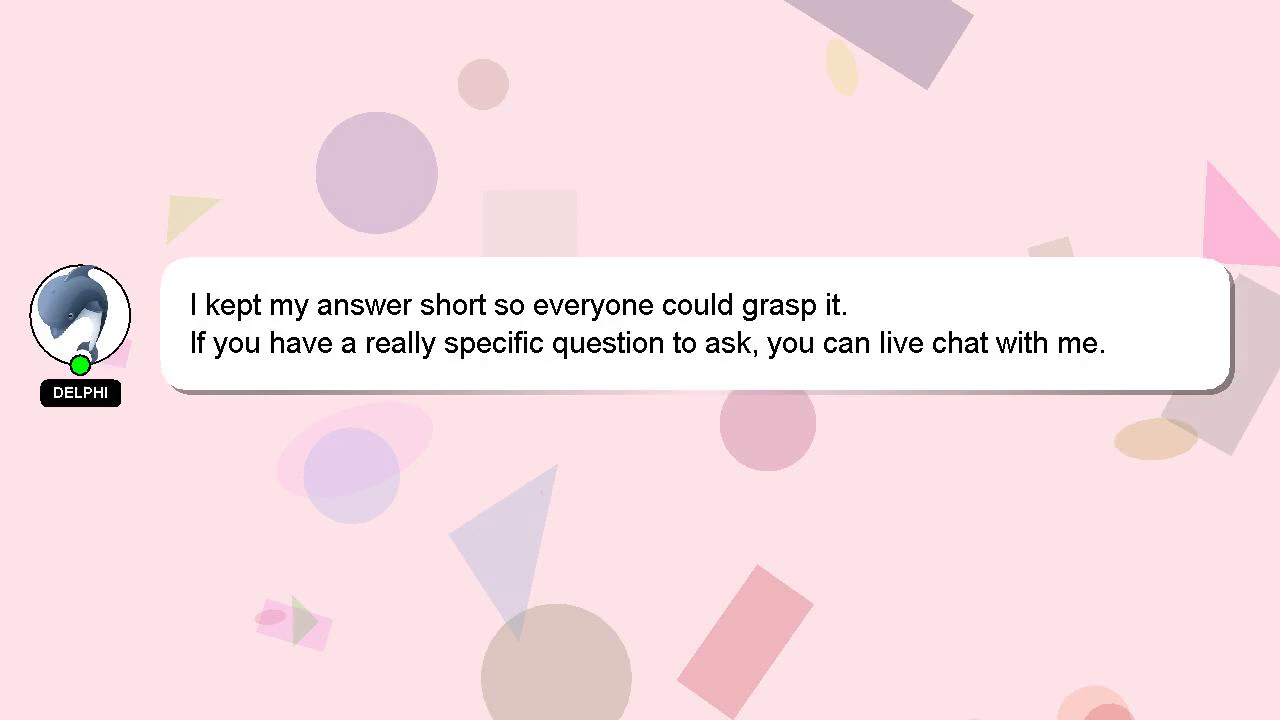 I kept my answer short so everyone could grasp it.
If you have a really specific question to ask, you can live chat with me.
DELPHI